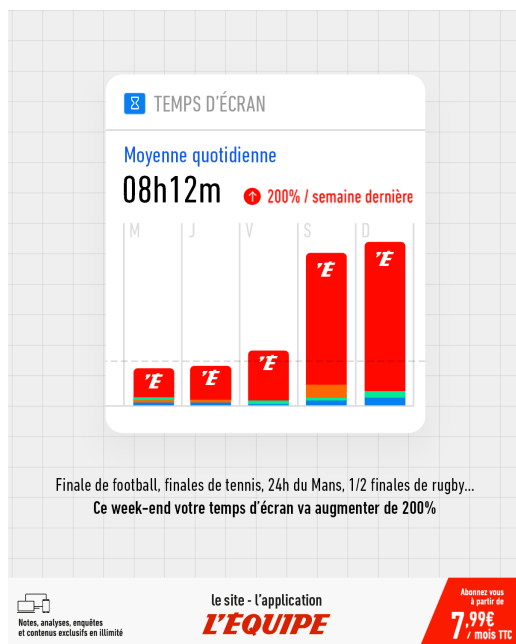 TEMPS D'ÉCRAN
Moyenne quotidienne
08h12m
200% / semaine dernière
M J V S D
'É 'É 'É 'É 'É
Finale de football, finales de tennis, 24h du Mans, 1/2 finales de rugby...
Ce week-end votre temps d'écran va augmenter de 200%
Notes, analyses, enquêtes
et contenus exclusifs en illimité
le site - l'application
L'ÉQUIPE
Abonnez vous
à partir de
7,99€
/ mois TTC